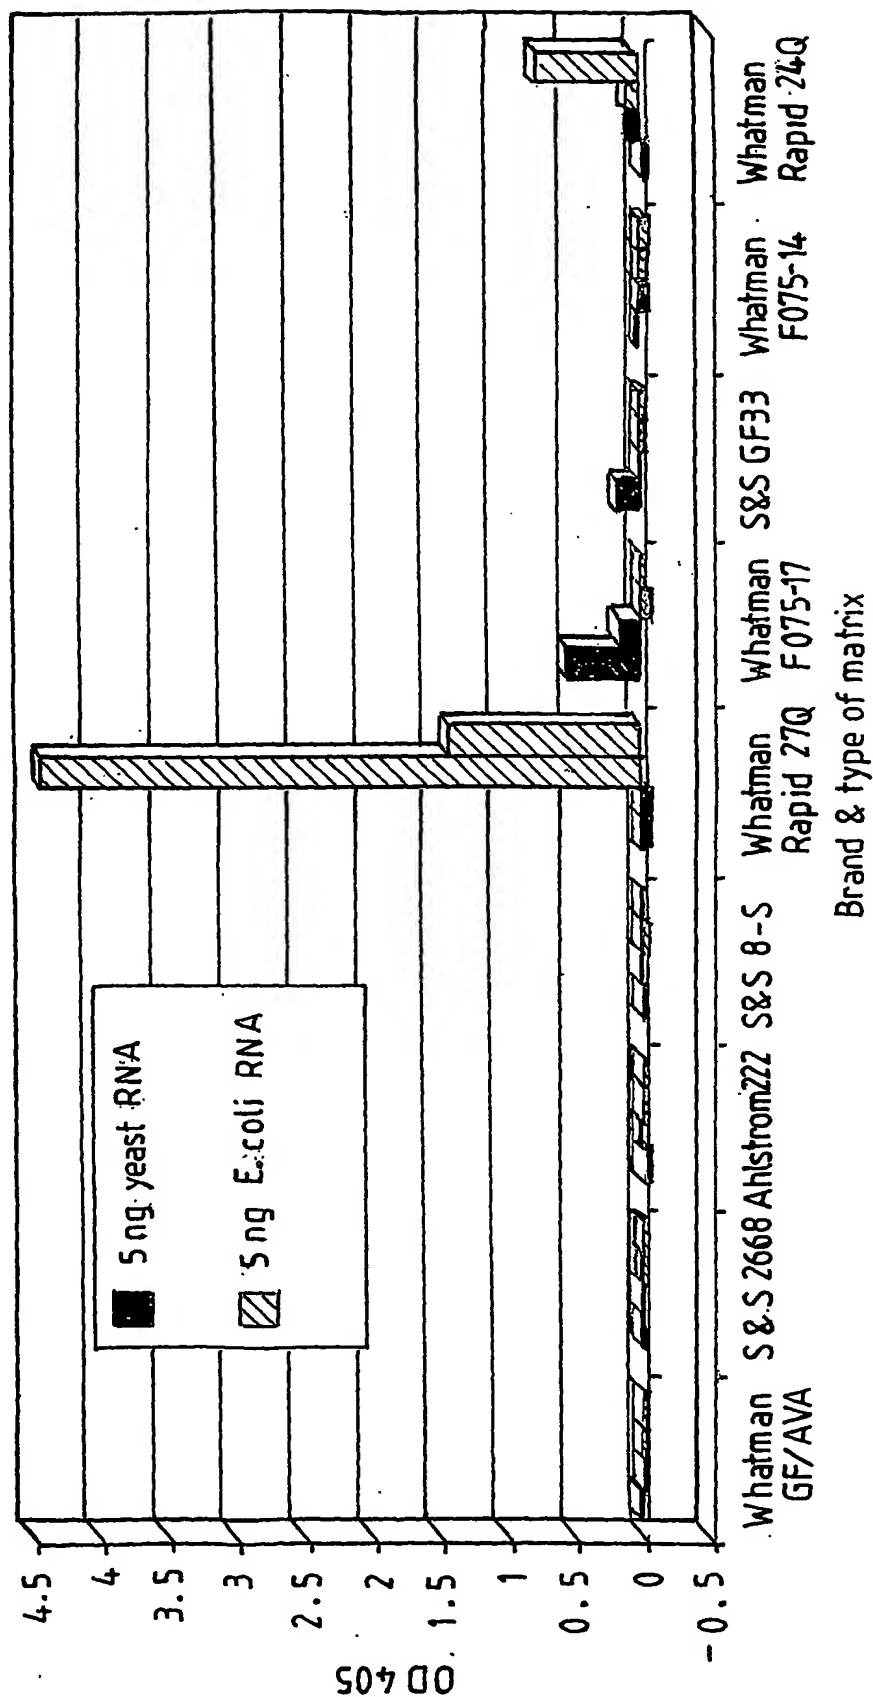 OD 405
4.5
4
3.5
3
2.5
2
1.5
1
0.5
0
-0.5
5 ng yeast RNA
5 ng E.coli RNA
Whatman
GF/AVA
S&S 2668
Ahlstrom222
S&S 8-S
Whatman
Rapid 27Q
Whatman
F075-17
S&S GF33
Whatman
F075-14
Whatman
Rapid 24Q
Brand & type of matrix